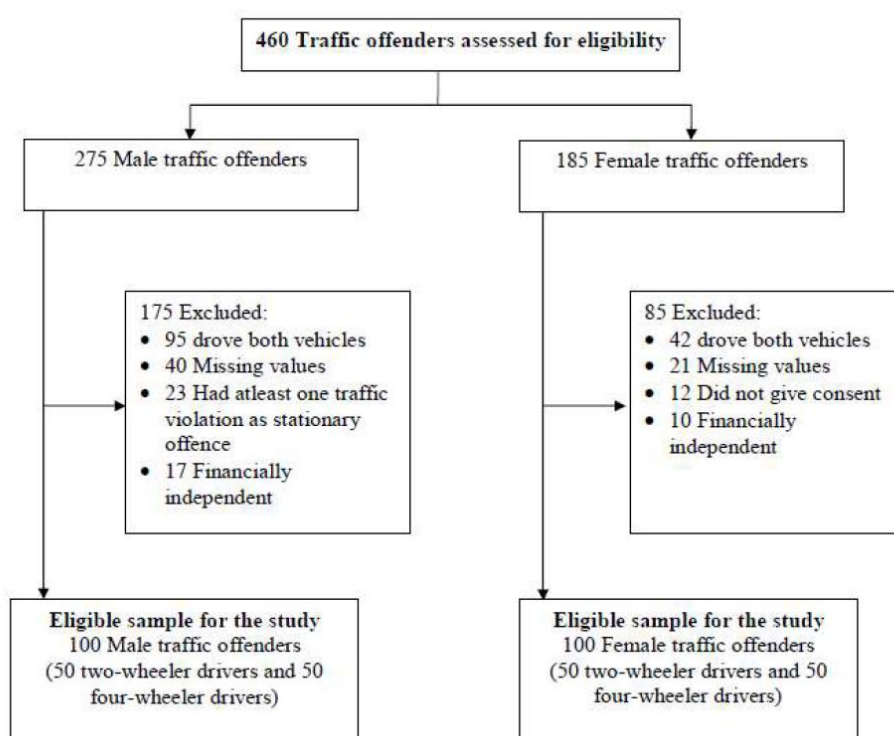 460 Traffic offenders assessed for eligibility
275 Male traffic offenders
185 Female traffic offenders
175 Excluded:
• 95 drove both vehicles
• 40 Missing values
• 23 Had atleast one traffic
violation as stationary
offence
• 17 Financially
independent
85 Excluded:
• 42 drove both vehicles
• 21 Missing values
• 12 Did not give consent
• 10 Financially
independent
Eligible sample for the study
100 Male traffic offenders
(50 two-wheeler drivers and 50
four-wheeler drivers)
Eligible sample for the study
100 Female traffic offenders
(50 two-wheeler drivers and 50
four-wheeler drivers)